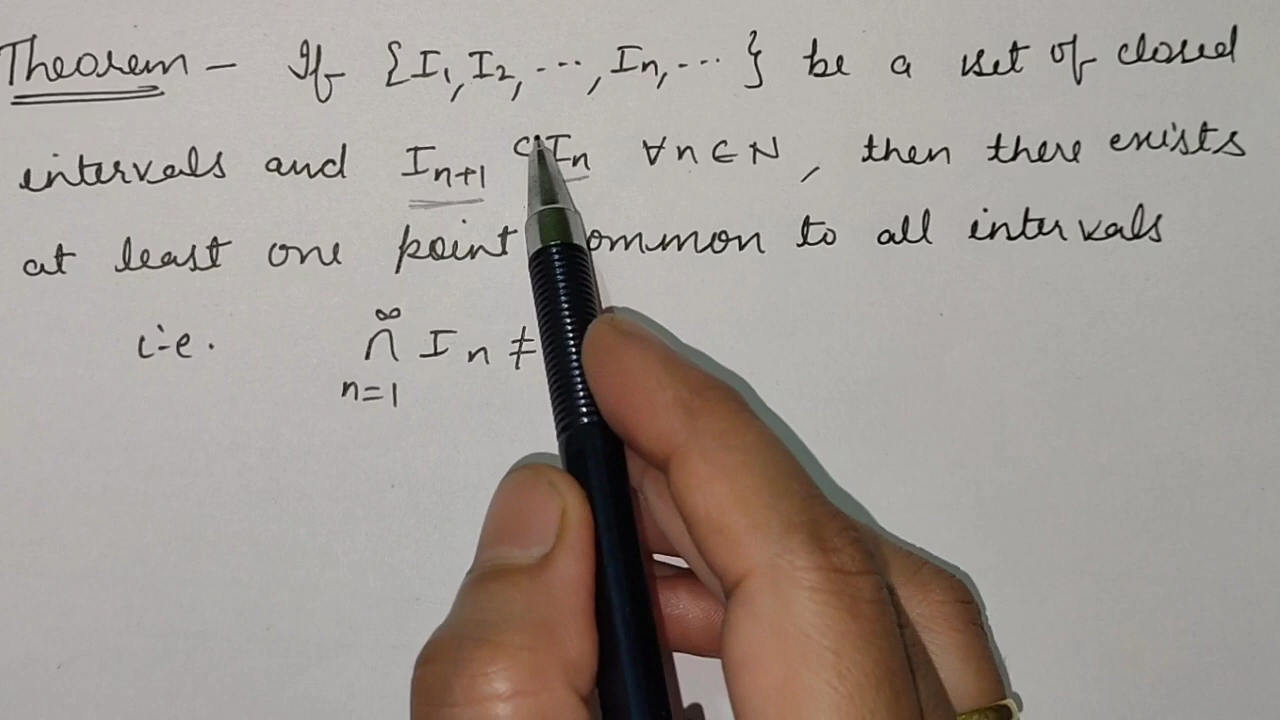 Theorem - If {I₁, I₂, ..., Iₙ, ... } be a set of closed
intervals and Iₙ₊₁ ⊂ Iₙ ∀ n ∈ N , then there exists
at least one point ommon to all intervals
i.e. ∞∩n=1 Iₙ ≠